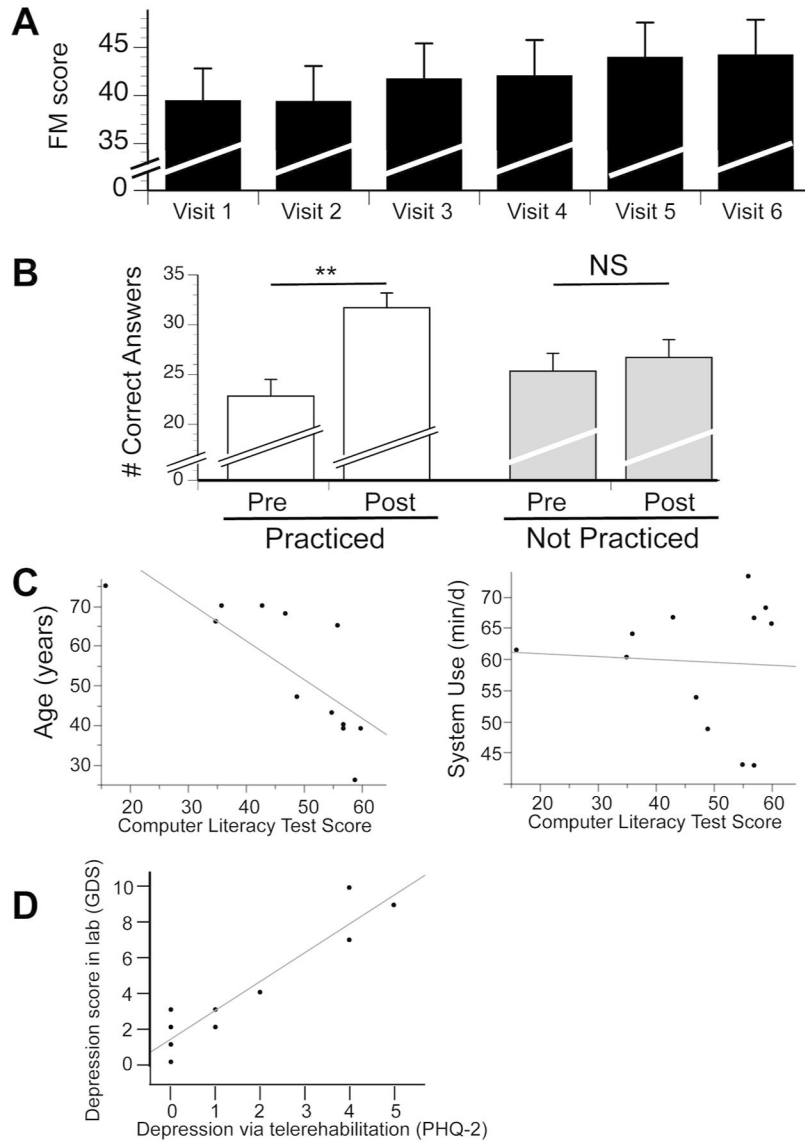 A
FM score
45
40
35
0
Visit 1 Visit 2 Visit 3 Visit 4 Visit 5 Visit 6
B
# Correct Answers
35
30
25
20
0
**
NS
Pre Post Pre Post
Practiced Not Practiced
C
Age (years)
70
60
50
40
30
20 30 40 50 60
Computer Literacy Test Score
System Use (min/d)
70
65
60
55
50
45
20 30 40 50 60
Computer Literacy Test Score
D
Depression score in lab (GDS)
10
8
6
4
2
0
0 1 2 3 4 5
Depression via telerehabilitation (PHQ-2)